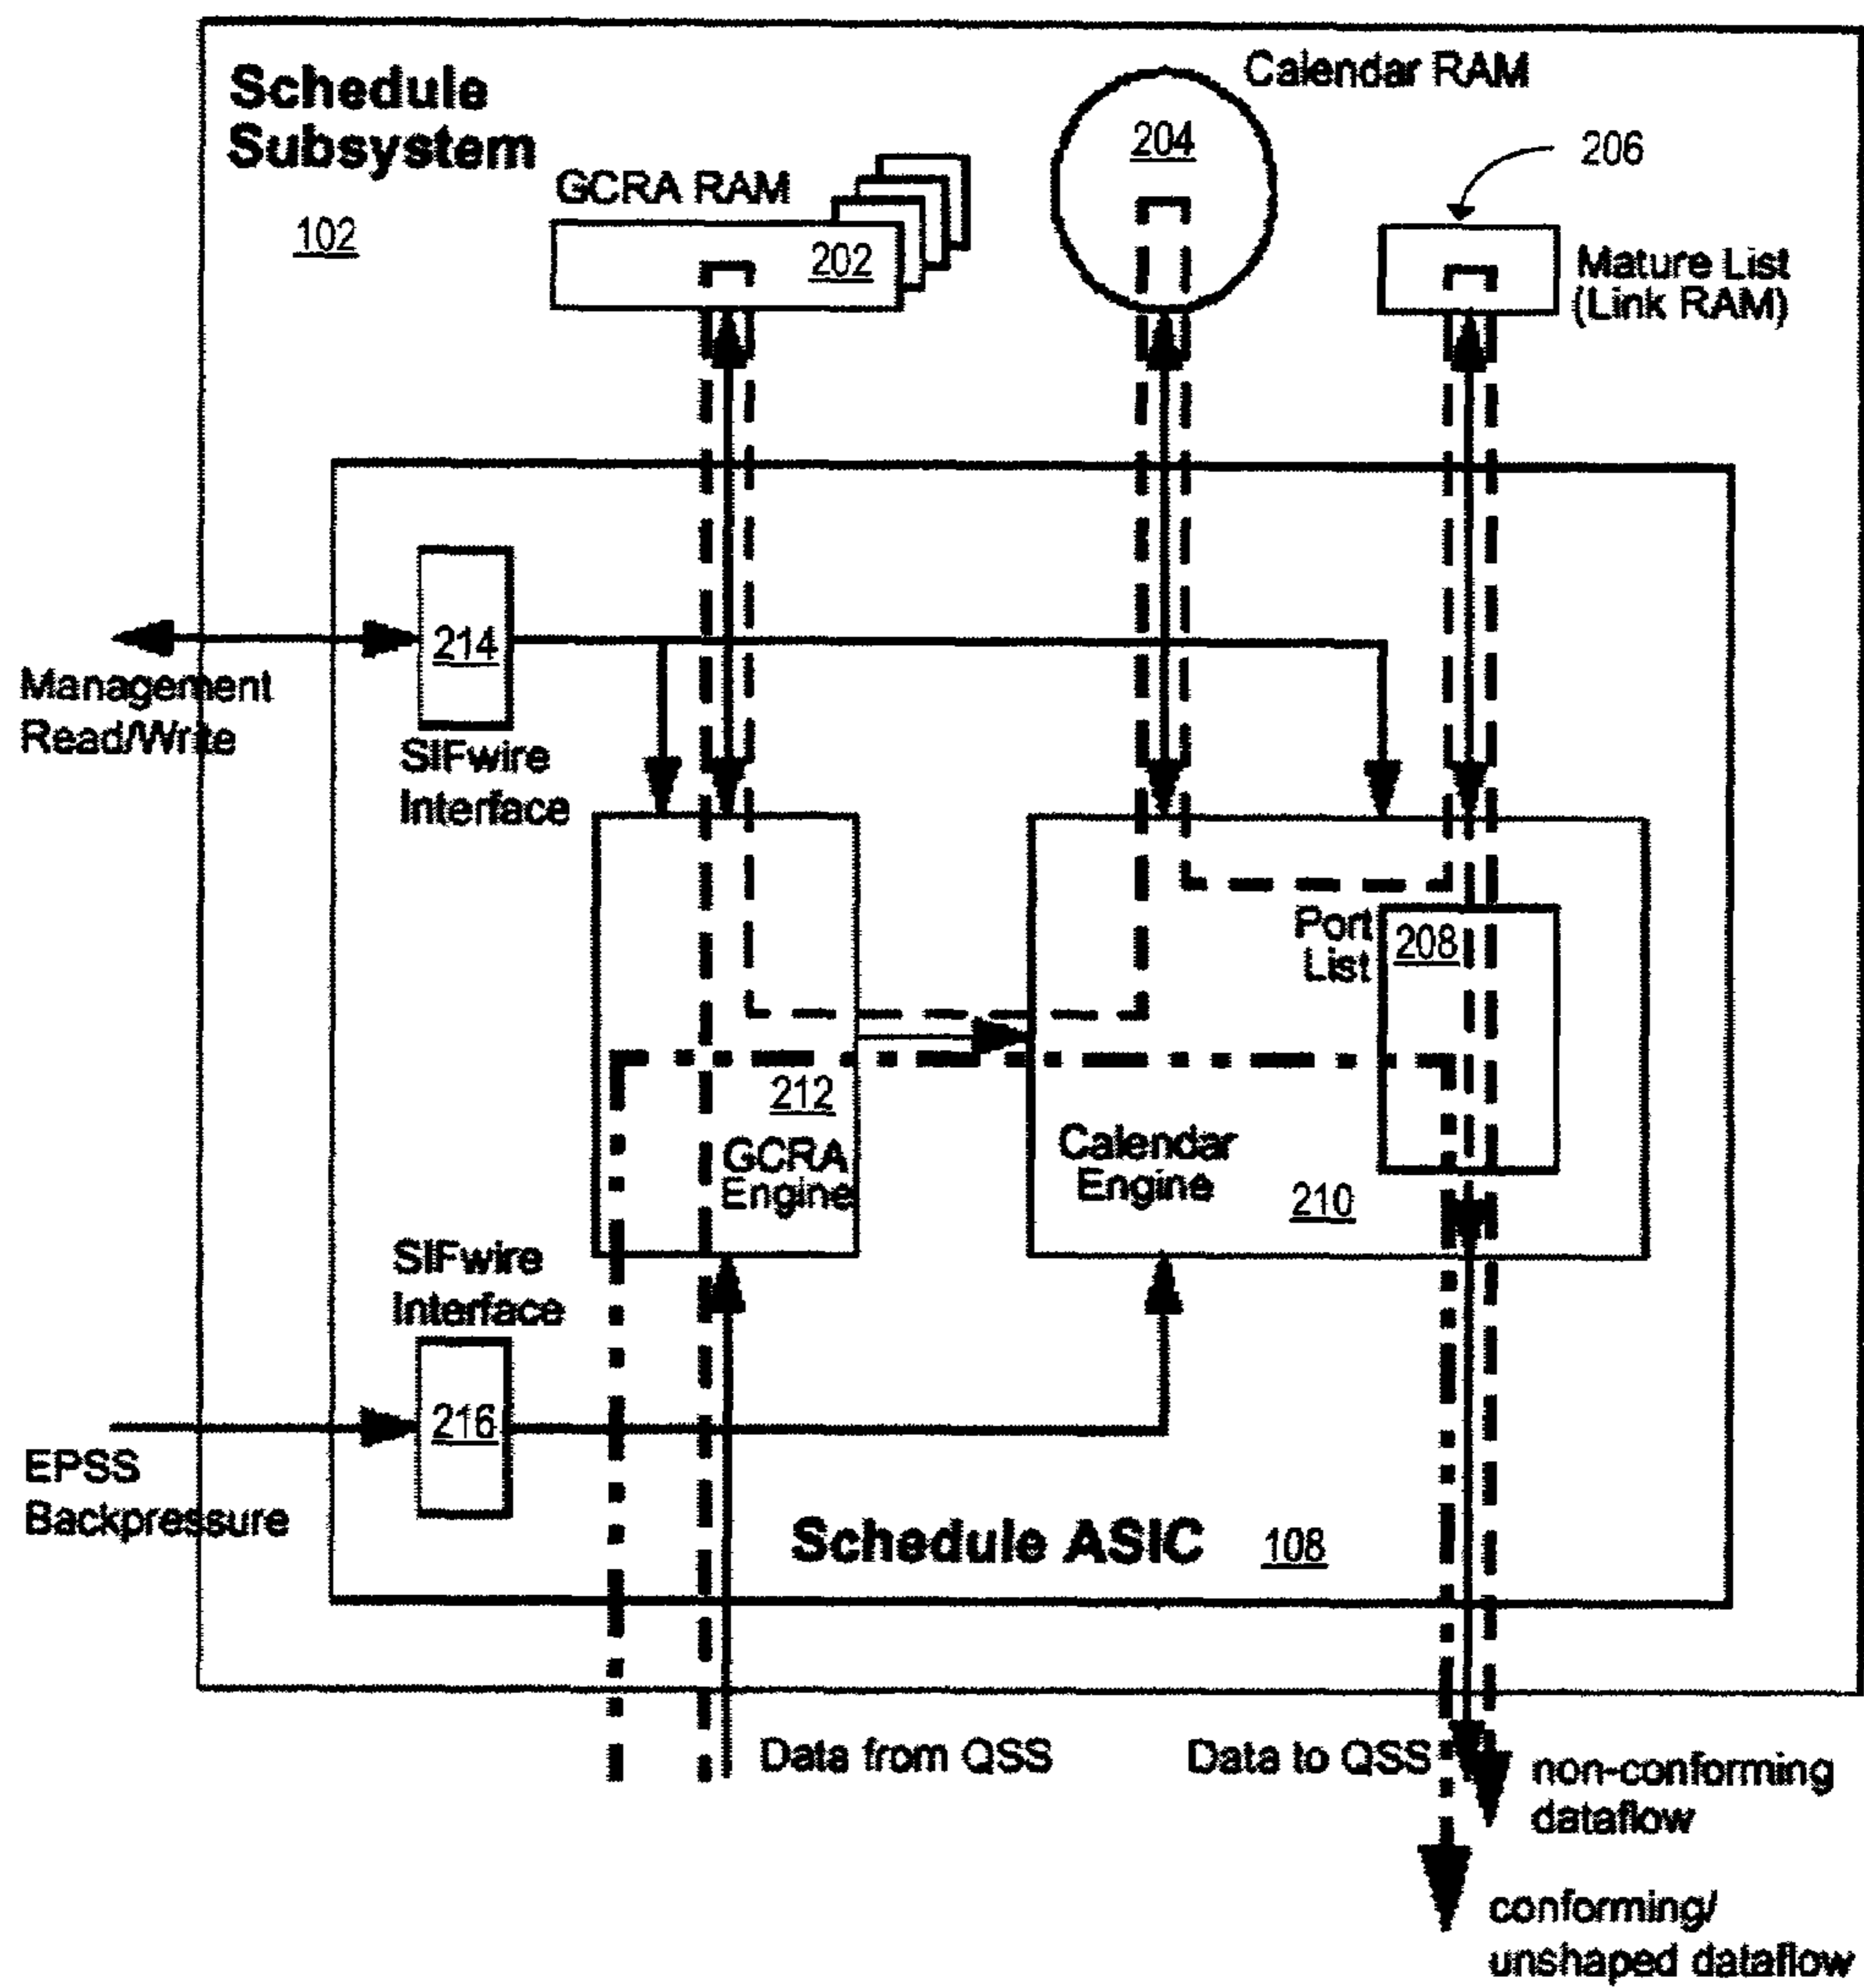 Schedule
Subsystem
102
GCRA RAM
202
Calendar RAM
204
206
Mature List
(Link RAM)
214
Management
Read/Write
SIFwire
Interface
Port
List
208
212
GCRA
Engine
Calendar
Engine
210
SIFwire
Interface
216
EPSS
Backpressure
Schedule ASIC
108
Data from QSS
Data to QSS
non-conforming
dataflow
conforming/
unshaped dataflow